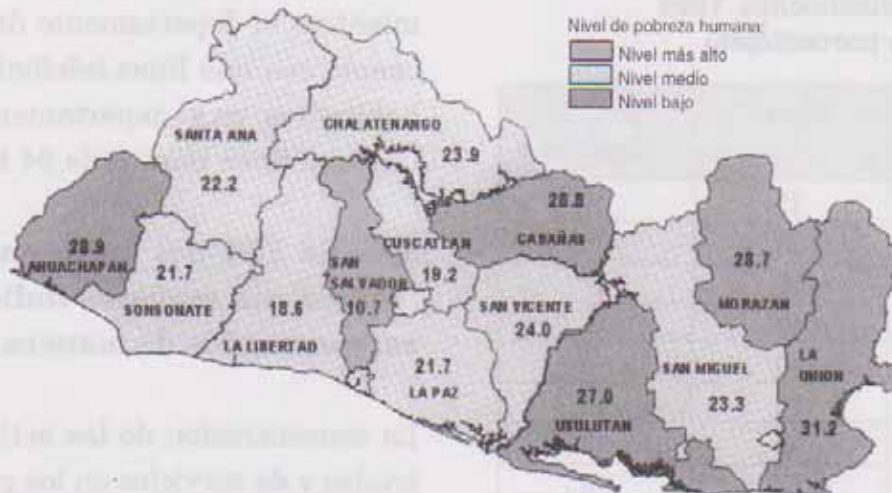 Nivel de pobreza humana
Nivel más alto
Nivel medio
Nivel bajo
SANTA ANA
22.2
CHALATENANGO
23.9
28.9
AHUACHAPAN
21.7
SONSONATE
18.6
LA LIBERTAD
SAN
SALVADOR
10.7
CUSCATLAN
19.2
28.8
CABAÑAS
SAN VICENTE
24.0
21.7
LA PAZ
27.0
USULUTAN
28.7
MORAZAN
SAN MIGUEL
23.3
LA
UNION
31.2